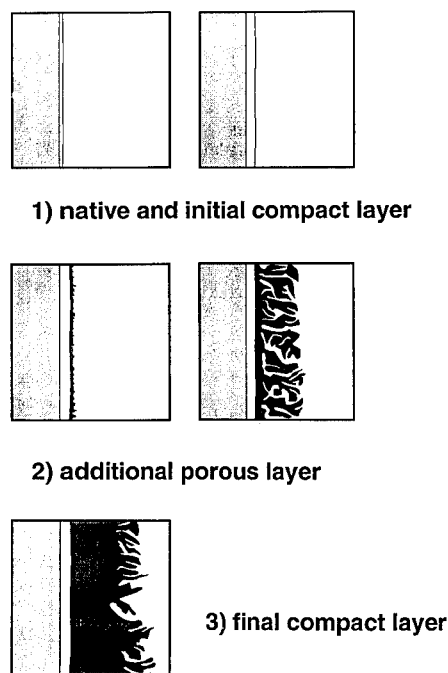 1) native and initial compact layer
2) additional porous layer
3) final compact layer